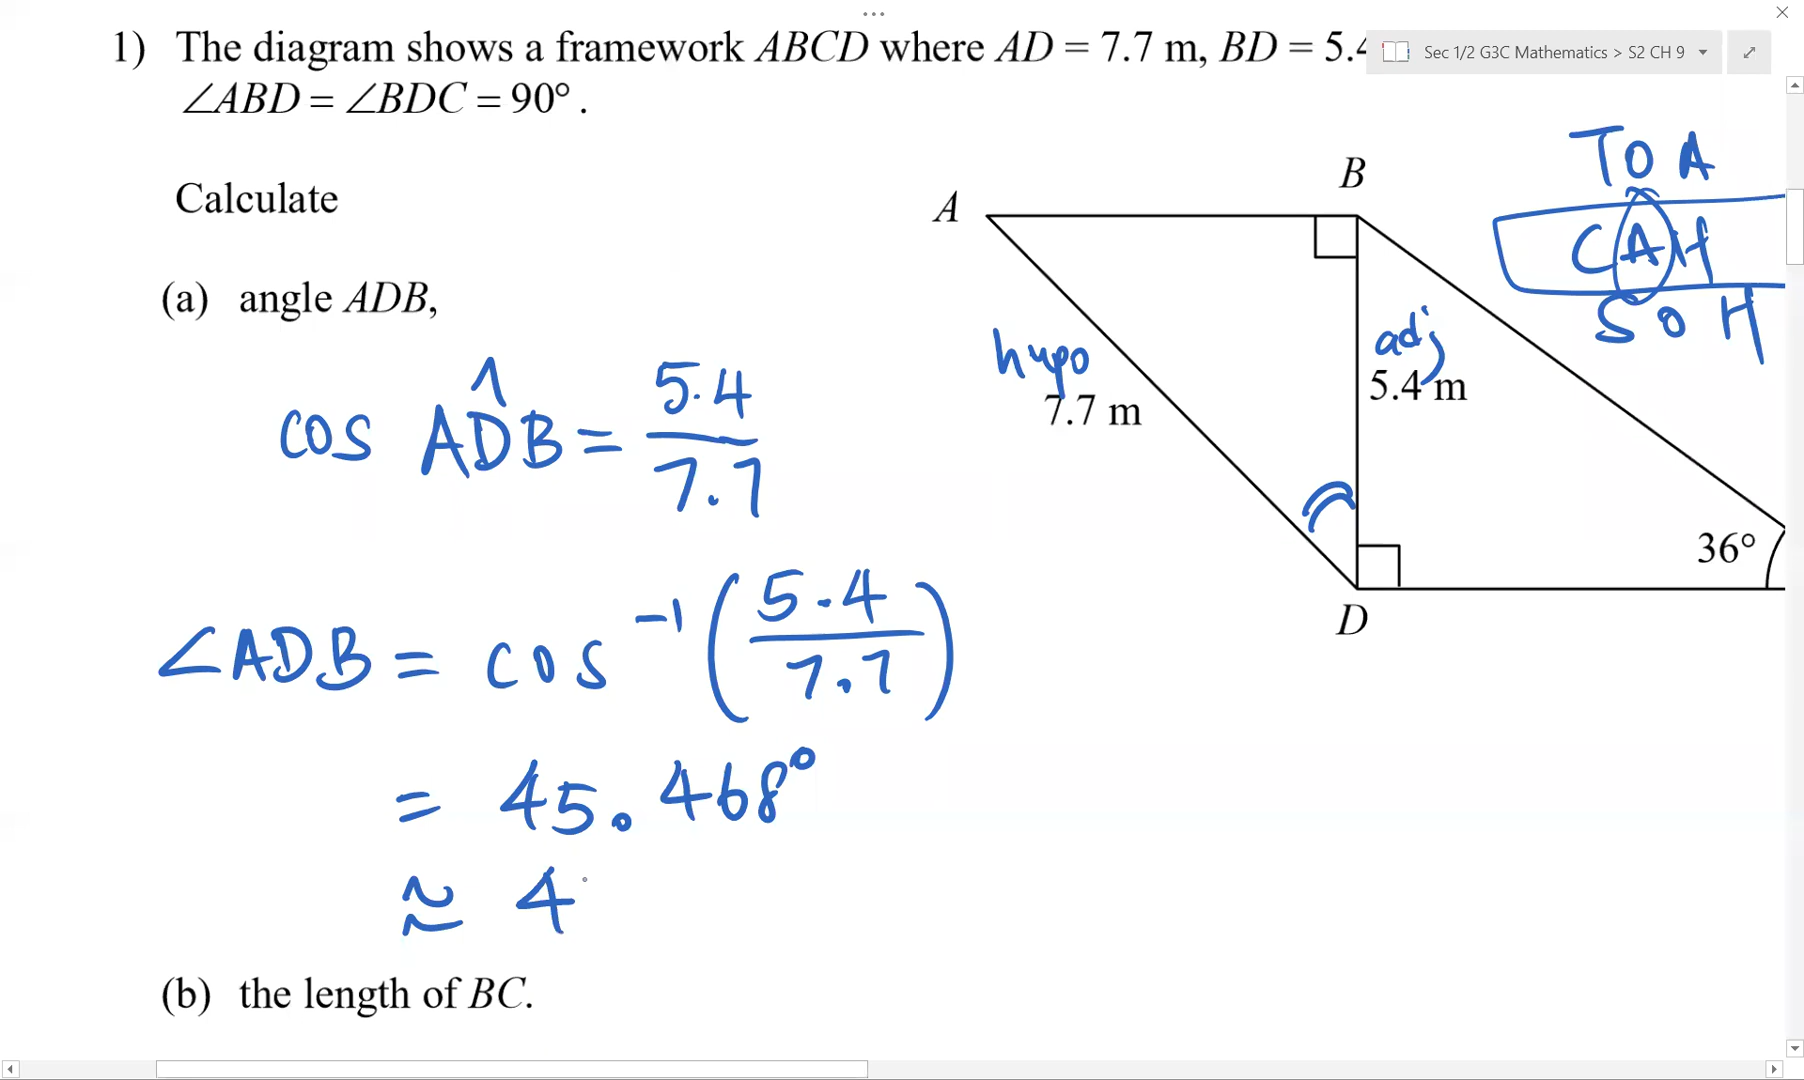 1) The diagram shows a framework ABCD where AD = 7.7 m, BD = 5.4
Sec 1/2 G3C Mathematics > S2 CH 9
∠ABD = ∠BDC = 90°.
Calculate
TOA
CAH
SOH
A
B
(a) angle ADB,
hypo
7.7 m
adj
5.4 m
cos AD̂B = 5.4/7.7
36°
D
∠ADB = cos⁻¹(5.4/7.7)
= 45.468°
≈ 4
(b) the length of BC.